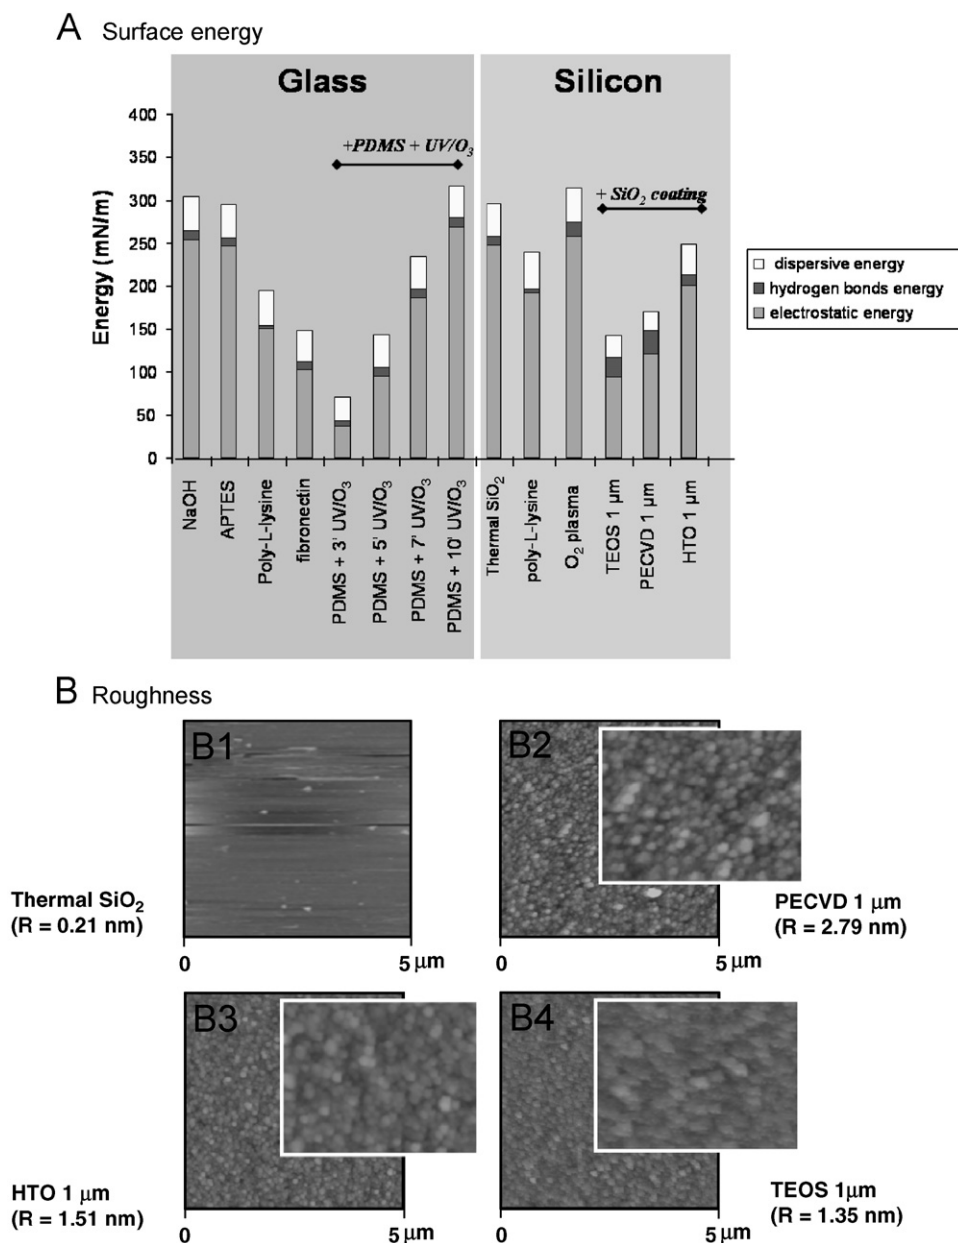 A Surface energy
Glass
Silicon
Energy (mN/m)
400
350
300
250
200
150
100
50
0
+PDMS + UV/O₃
+ SiO₂ coating
dispersive energy
hydrogen bonds energy
electrostatic energy
NaOH
APTES
Poly-L-lysine
fibronectin
PDMS + 3' UV/O₃
PDMS + 5' UV/O₃
PDMS + 7' UV/O₃
PDMS + 10' UV/O₃
Thermal SiO₂
poly-L-lysine
O₂ plasma
TEOS 1 µm
PECVD 1 µm
HTO 1 µm
B Roughness
B1
Thermal SiO₂
(R = 0.21 nm)
0
5 µm
B2
PECVD 1 µm
(R = 2.79 nm)
0
5 µm
B3
HTO 1 µm
(R = 1.51 nm)
0
5 µm
B4
TEOS 1µm
(R = 1.35 nm)
0
5 µm